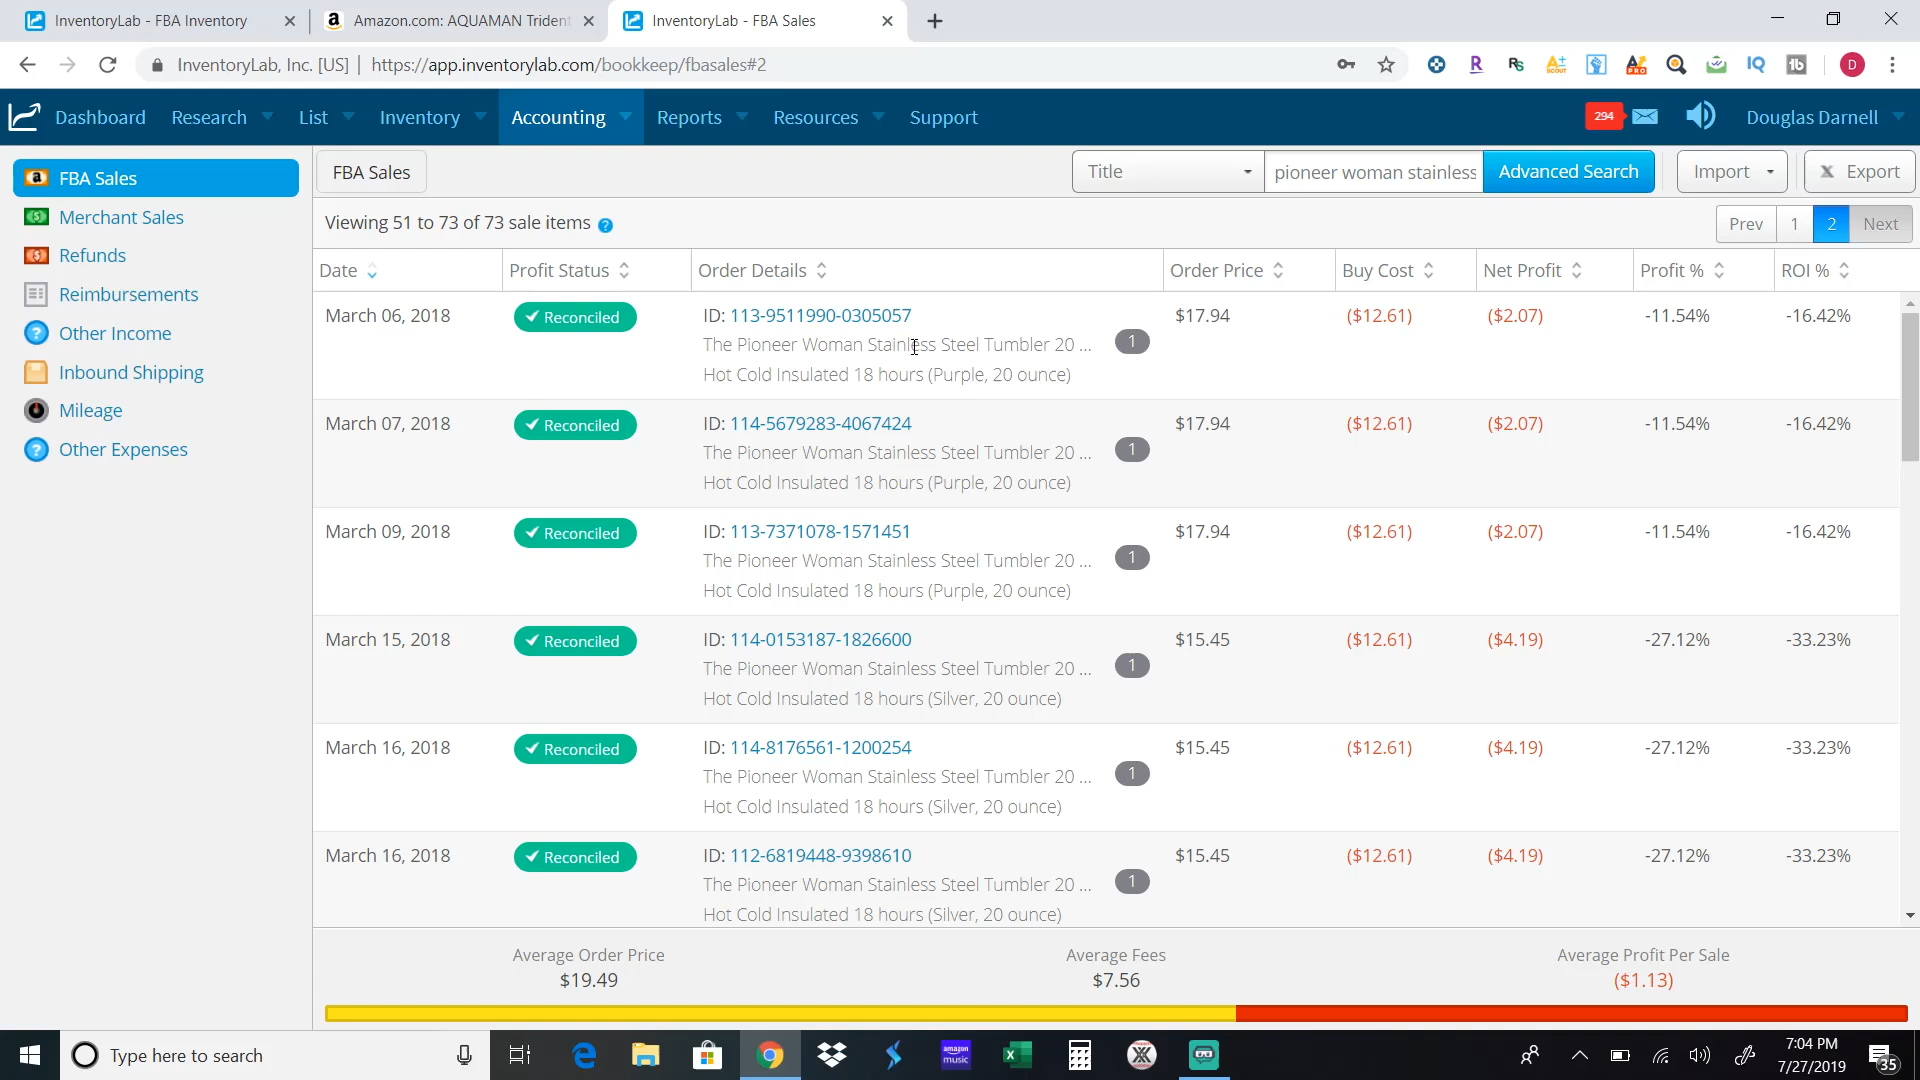 InventoryLab - FBA Inventory
Amazon.com: AQUAMAN Trident
InventoryLab - FBA Sales
InventoryLab, Inc. [US] | https://app.inventorylab.com/bookkeep/fbasales#2
Dashboard Research List Inventory Accounting Reports Resources Support 294 Douglas Darnell
FBA Sales
Merchant Sales
Refunds
Reimbursements
Other Income
Inbound Shipping
Mileage
Other Expenses
FBA Sales Title pioneer woman stainless Advanced Search Import Export
Viewing 51 to 73 of 73 sale items Prev 1 2 Next
Date Profit Status Order Details Order Price Buy Cost Net Profit Profit % ROI %
March 06, 2018 Reconciled ID: 113-9511990-0305057 $17.94 ($12.61) ($2.07) -11.54% -16.42%
The Pioneer Woman Stainless Steel Tumbler 20 ... 1
Hot Cold Insulated 18 hours (Purple, 20 ounce)
March 07, 2018 Reconciled ID: 114-5679283-4067424 $17.94 ($12.61) ($2.07) -11.54% -16.42%
The Pioneer Woman Stainless Steel Tumbler 20 ... 1
Hot Cold Insulated 18 hours (Purple, 20 ounce)
March 09, 2018 Reconciled ID: 113-7371078-1571451 $17.94 ($12.61) ($2.07) -11.54% -16.42%
The Pioneer Woman Stainless Steel Tumbler 20 ... 1
Hot Cold Insulated 18 hours (Purple, 20 ounce)
March 15, 2018 Reconciled ID: 114-0153187-1826600 $15.45 ($12.61) ($4.19) -27.12% -33.23%
The Pioneer Woman Stainless Steel Tumbler 20 ... 1
Hot Cold Insulated 18 hours (Silver, 20 ounce)
March 16, 2018 Reconciled ID: 114-8176561-1200254 $15.45 ($12.61) ($4.19) -27.12% -33.23%
The Pioneer Woman Stainless Steel Tumbler 20 ... 1
Hot Cold Insulated 18 hours (Silver, 20 ounce)
March 16, 2018 Reconciled ID: 112-6819448-9398610 $15.45 ($12.61) ($4.19) -27.12% -33.23%
The Pioneer Woman Stainless Steel Tumbler 20 ... 1
Hot Cold Insulated 18 hours (Silver, 20 ounce)
Average Order Price Average Fees Average Profit Per Sale
$19.49 $7.56 ($1.13)
Type here to search
amazon music
7:04 PM
7/27/2019
35